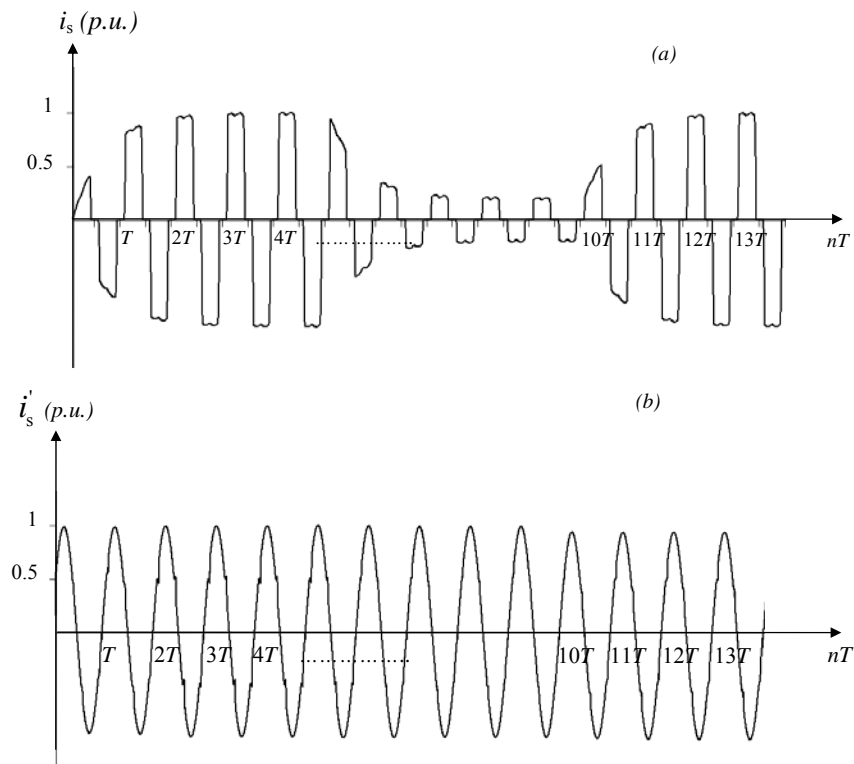 i_s (p.u.)
(a)
1
0.5
T 2T 3T 4T ……………… 10T 11T 12T 13T
nT
i'_s (p.u.)
(b)
1
0.5
T 2T 3T 4T ……………… 10T 11T 12T 13T
nT